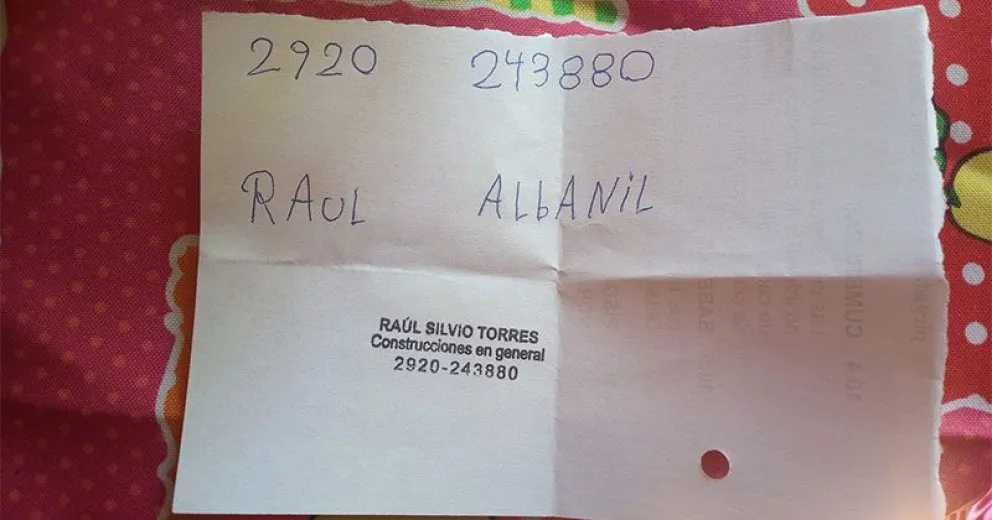 2920 243880
RAUL ALbANiL
RAÚL SILVIO TORRES
Construcciones en general
2920-243880